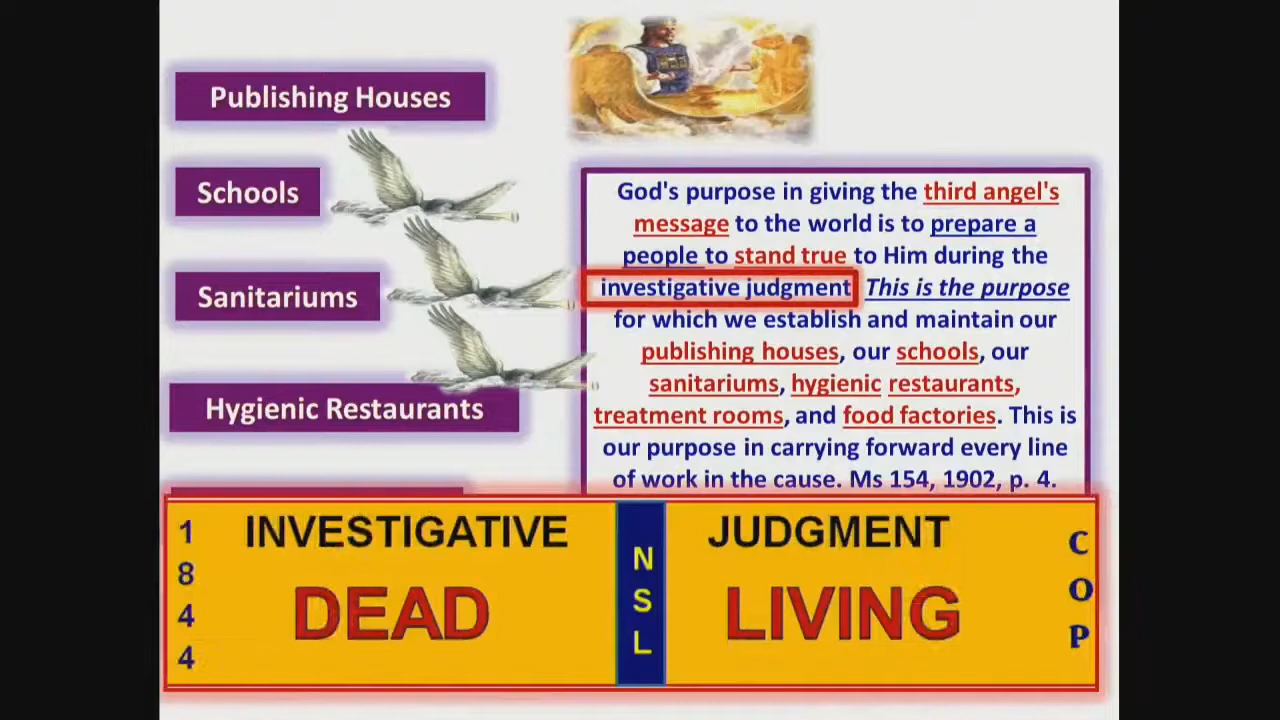 Publishing Houses
Schools
Sanitariums
Hygienic Restaurants
God's purpose in giving the third angel's
message to the world is to prepare a
people to stand true to Him during the
investigative judgment This is the purpose
for which we establish and maintain our
publishing houses, our schools, our
sanitariums, hygienic restaurants,
treatment rooms, and food factories. This is
our purpose in carrying forward every line
of work in the cause. Ms 154, 1902, p. 4.
1844
INVESTIGATIVE
DEAD
NSL
JUDGMENT
LIVING
COP